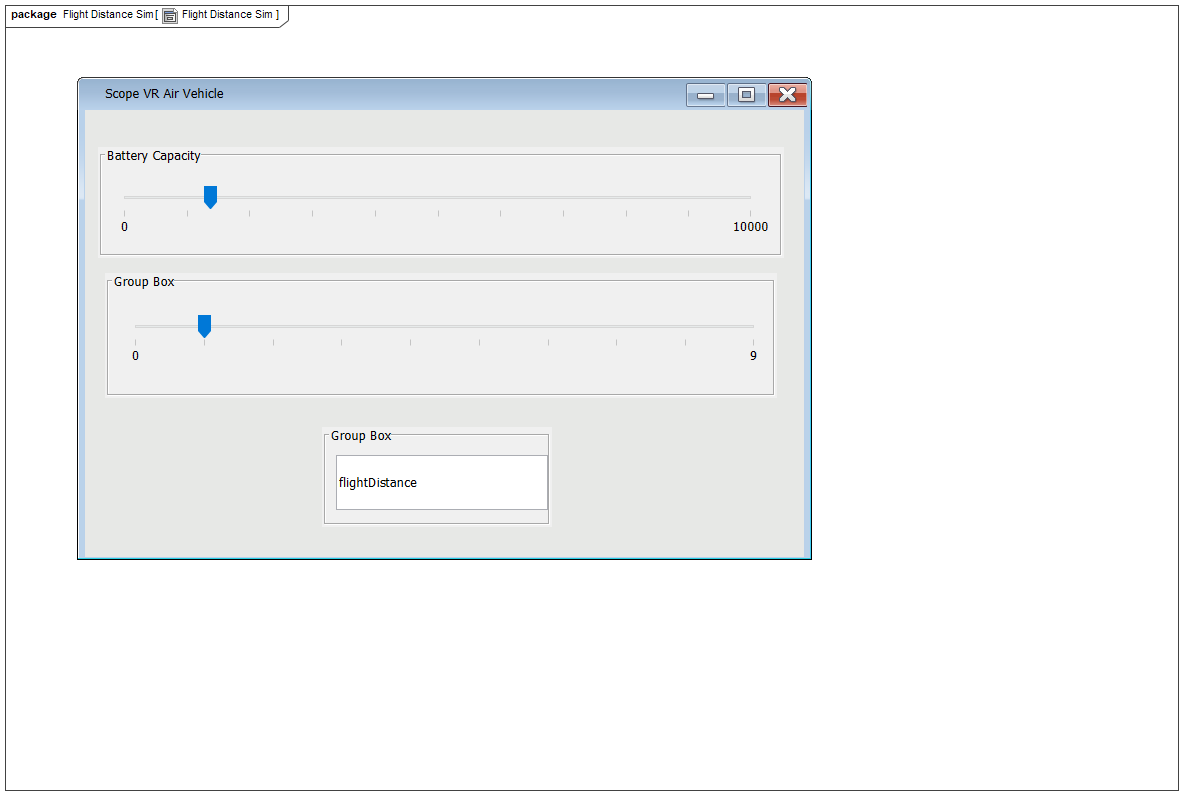 package Flight Distance Sim [ Flight Distance Sim ]
Scope VR Air Vehicle
Battery Capacity
0 10000
Group Box
0 9
Group Box
flightDistance